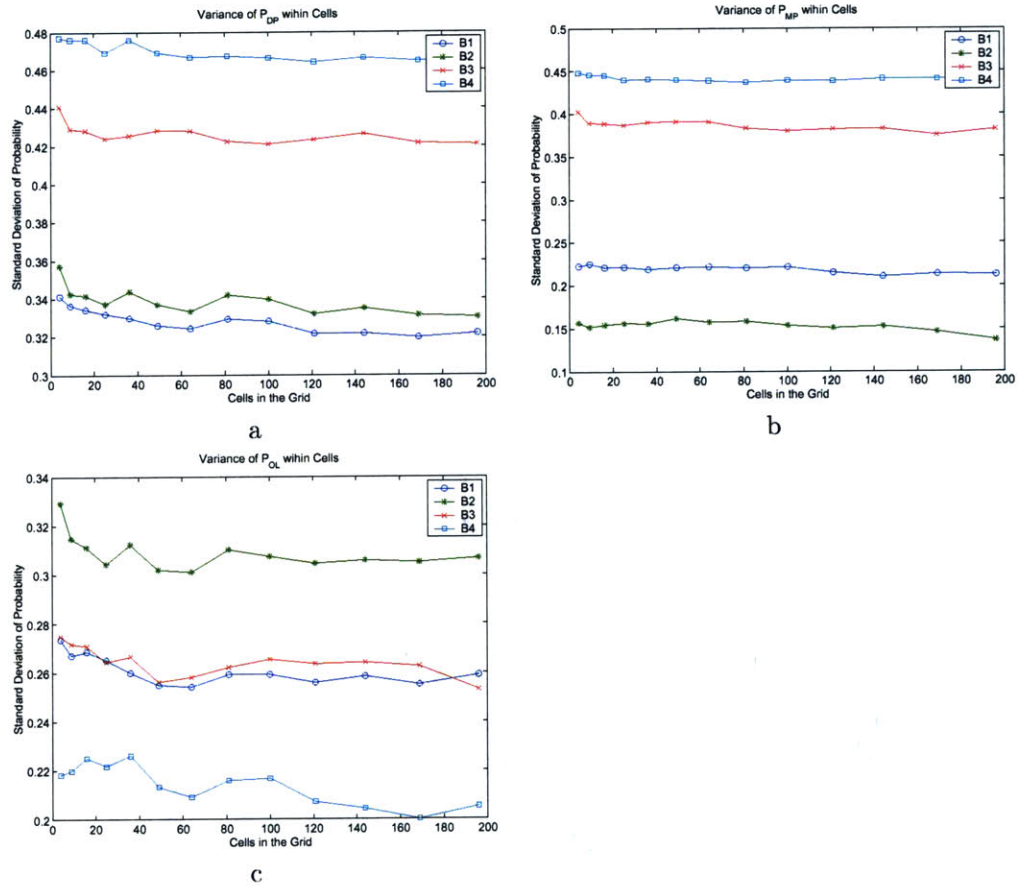 Variance of P_DP wihin Cells
0.48
0.46
0.44
0.42
0.4
0.38
0.36
0.34
0.32
0.3
Standard Deviation of Probability
B1
B2
B3
B4
0 20 40 60 80 100 120 140 160 180 200
Cells in the Grid
a
Variance of P_MP wihin Cells
0.5
0.45
0.4
0.35
0.3
0.25
0.2
0.15
0.1
Standard Deviation of Probability
B1
B2
B3
B4
0 20 40 60 80 100 120 140 160 180 200
Cells in the Grid
b
Variance of P_OL wihin Cells
0.34
0.32
0.3
0.28
0.26
0.24
0.22
0.2
Standard Deviation of Probability
B1
B2
B3
B4
0 20 40 60 80 100 120 140 160 180 200
Cells in the Grid
c